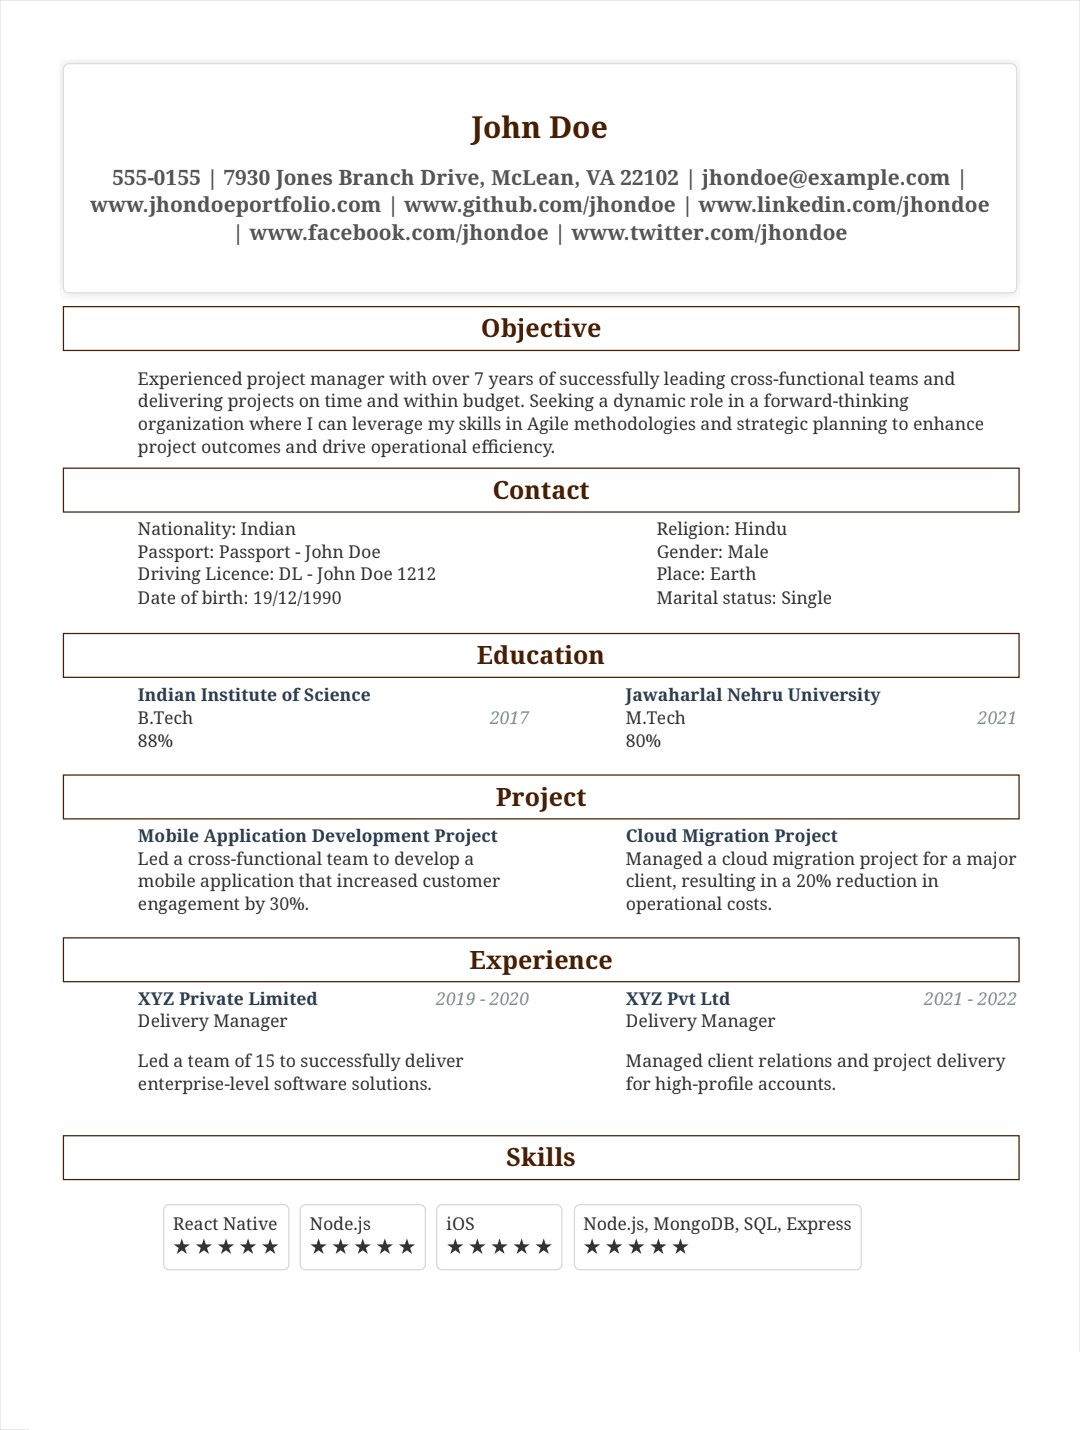 John Doe
555-0155 | 7930 Jones Branch Drive, McLean, VA 22102 | jhondoe@example.com |
www.jhondoeportfolio.com | www.github.com/jhondoe | www.linkedin.com/jhondoe
| www.facebook.com/jhondoe | www.twitter.com/jhondoe
Objective
Experienced project manager with over 7 years of successfully leading cross-functional teams and
delivering projects on time and within budget. Seeking a dynamic role in a forward-thinking
organization where I can leverage my skills in Agile methodologies and strategic planning to enhance
project outcomes and drive operational efficiency.
Contact
Nationality: Indian
Passport: Passport - John Doe
Driving Licence: DL - John Doe 1212
Date of birth: 19/12/1990
Religion: Hindu
Gender: Male
Place: Earth
Marital status: Single
Education
Indian Institute of Science
B.Tech 2017
88%
Jawaharlal Nehru University
M.Tech 2021
80%
Project
Mobile Application Development Project
Led a cross-functional team to develop a
mobile application that increased customer
engagement by 30%.
Cloud Migration Project
Managed a cloud migration project for a major
client, resulting in a 20% reduction in
operational costs.
Experience
XYZ Private Limited 2019 - 2020
Delivery Manager
Led a team of 15 to successfully deliver
enterprise-level software solutions.
XYZ Pvt Ltd 2021 - 2022
Delivery Manager
Managed client relations and project delivery
for high-profile accounts.
Skills
React Native
★★★★★
Node.js
★★★★★
iOS
★★★★★
Node.js, MongoDB, SQL, Express
★★★★★